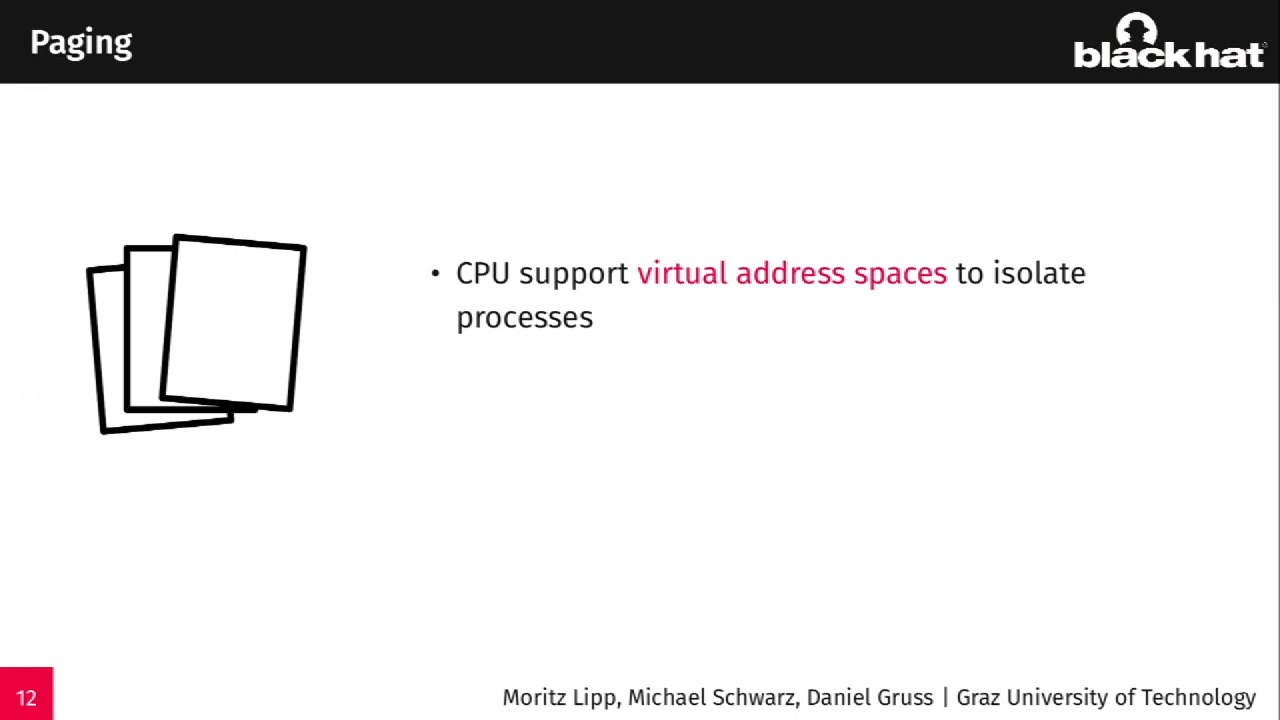 Paging
black hat
• CPU support virtual address spaces to isolate
processes
12
Moritz Lipp, Michael Schwarz, Daniel Gruss | Graz University of Technology